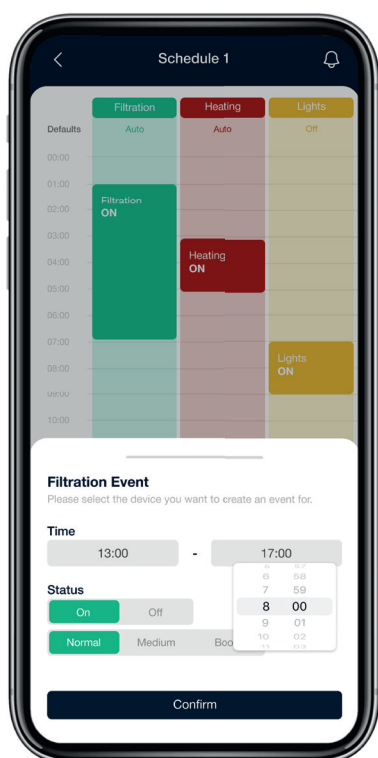 Schedule 1
Filtration Heating Lights
Defaults Auto Auto Off
00:00
01:00
02:00
Filtration
ON
03:00
04:00
Heating
ON
05:00
06:00
07:00
08:00
Lights
ON
09:00
10:00
Filtration Event
Please select the device you want to create an event for.
Time
13:00 - 17:00
Status
On Off
Normal Medium
6 58
7 59
8 00
9 01
10 02
Confirm